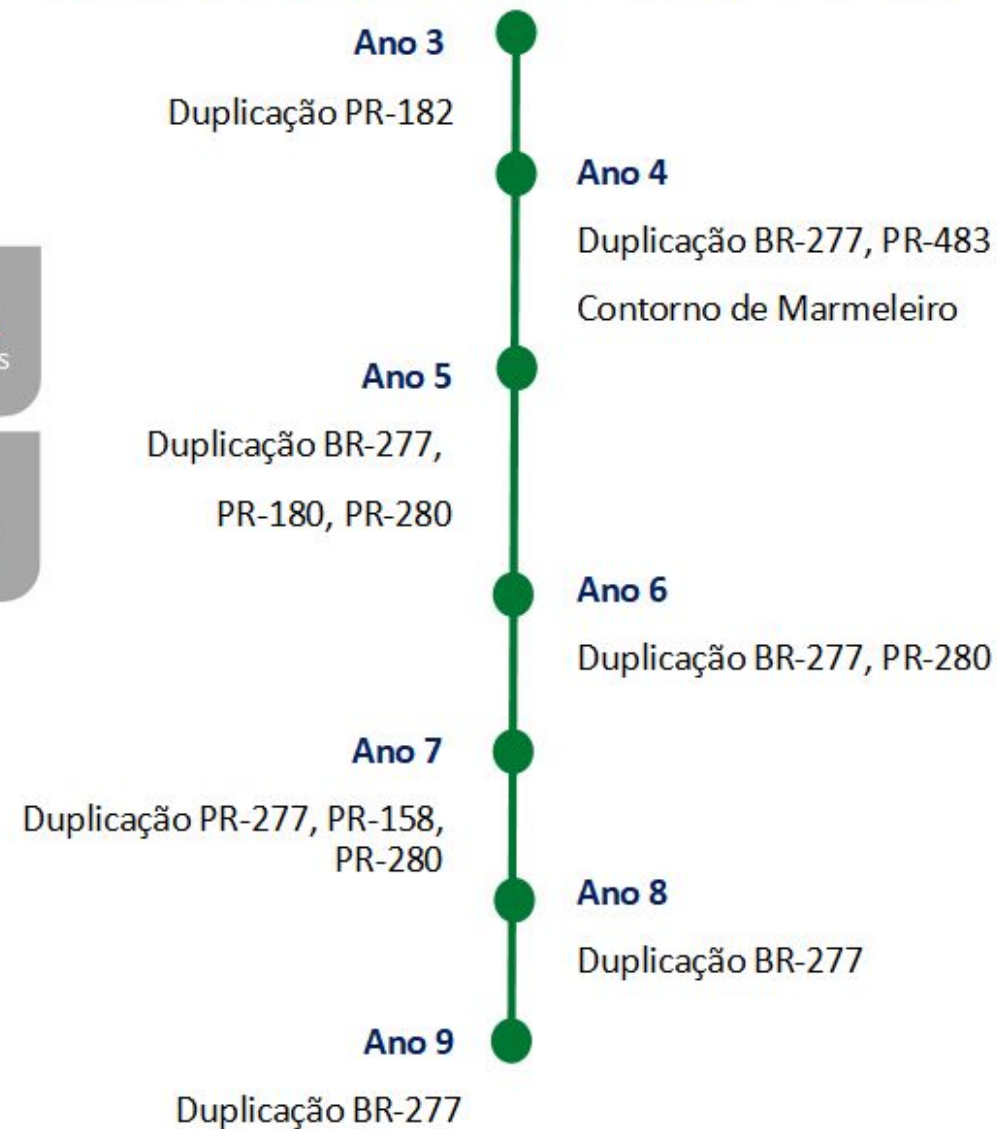 Ano 3
Duplicação PR-182
Ano 4
Duplicação BR-277, PR-483
Contorno de Marmeleiro
Ano 5
Duplicação BR-277,
PR-180, PR-280
Ano 6
Duplicação BR-277, PR-280
Ano 7
Duplicação PR-277, PR-158,
PR-280
Ano 8
Duplicação BR-277
Ano 9
Duplicação BR-277